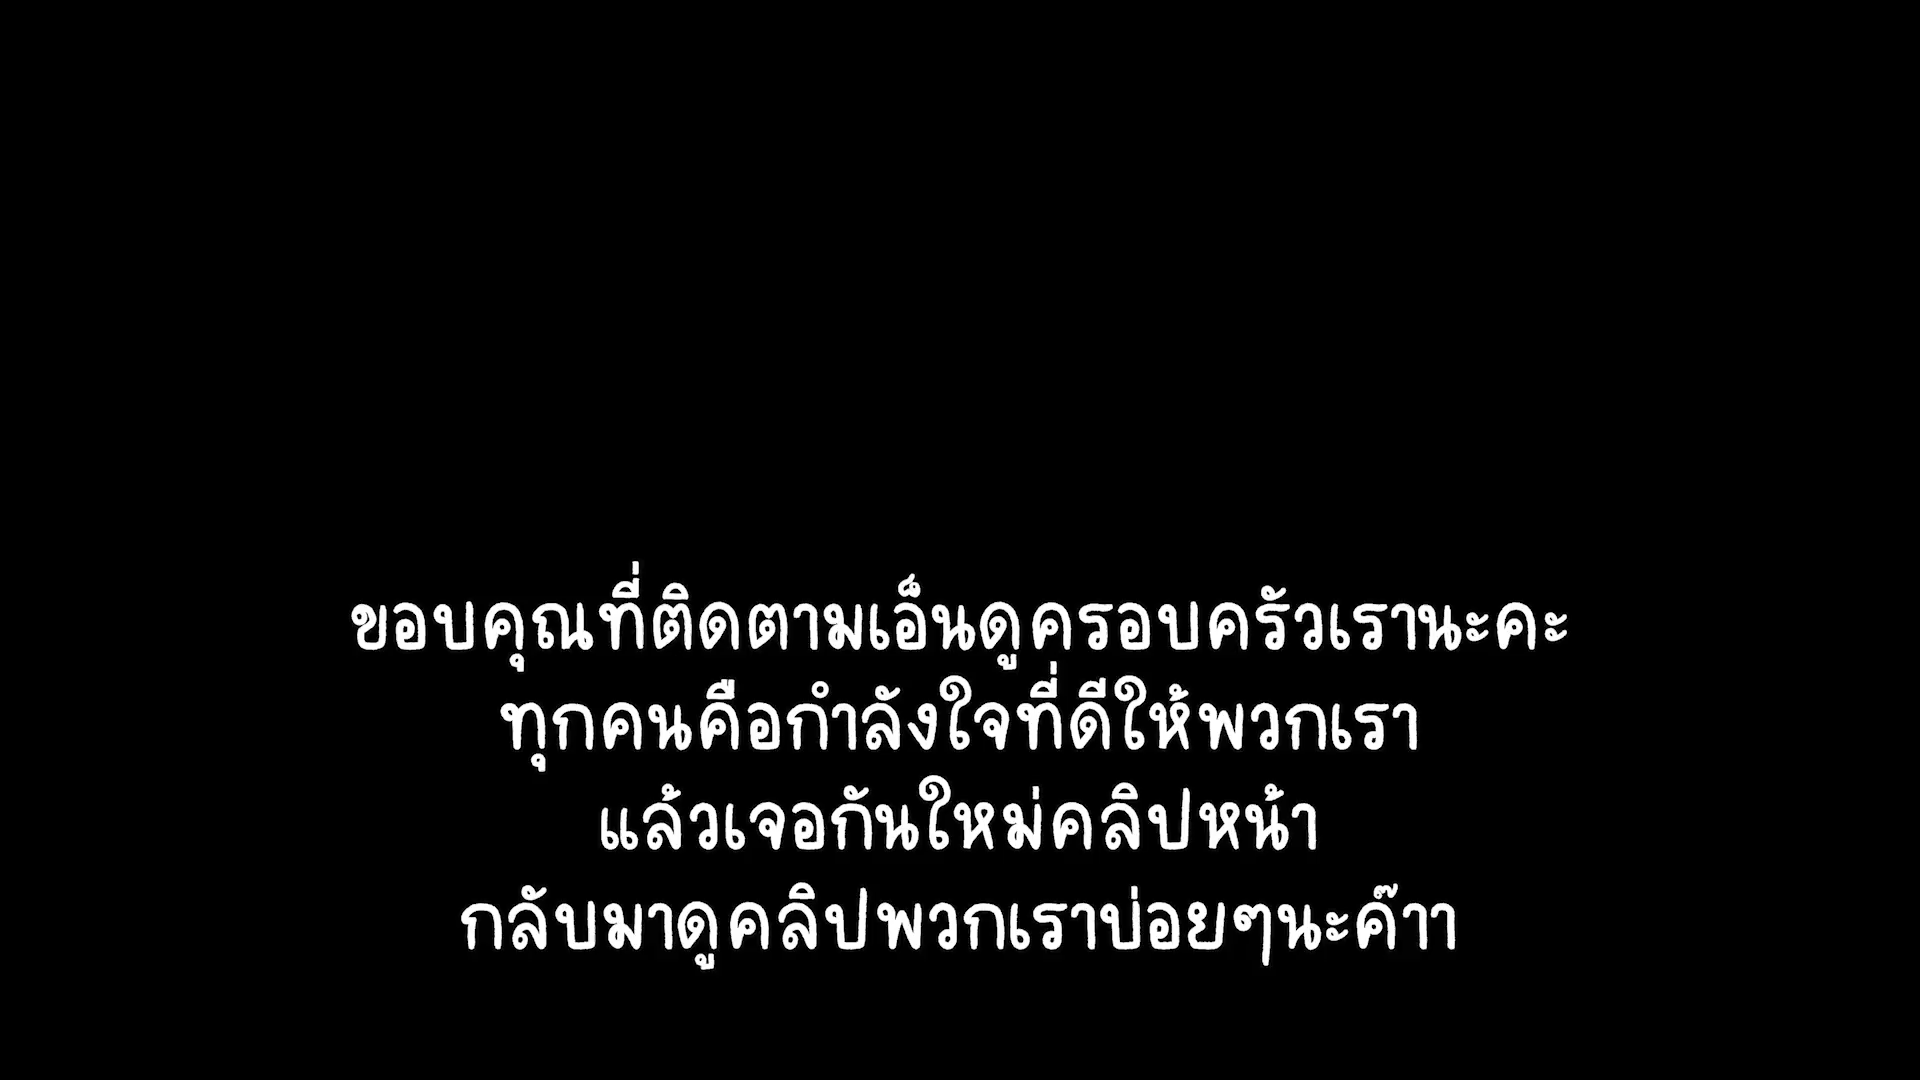 ขอบคุณที่ติดตามเอ็นดูครอบครัวเรานะคะ
ทุกคนคือกำลังใจที่ดีให้พวกเรา
แล้วเจอกันใหม่คลิปหน้า
กลับมาดูคลิปพวกเราบ่อยๆนะค๊าา